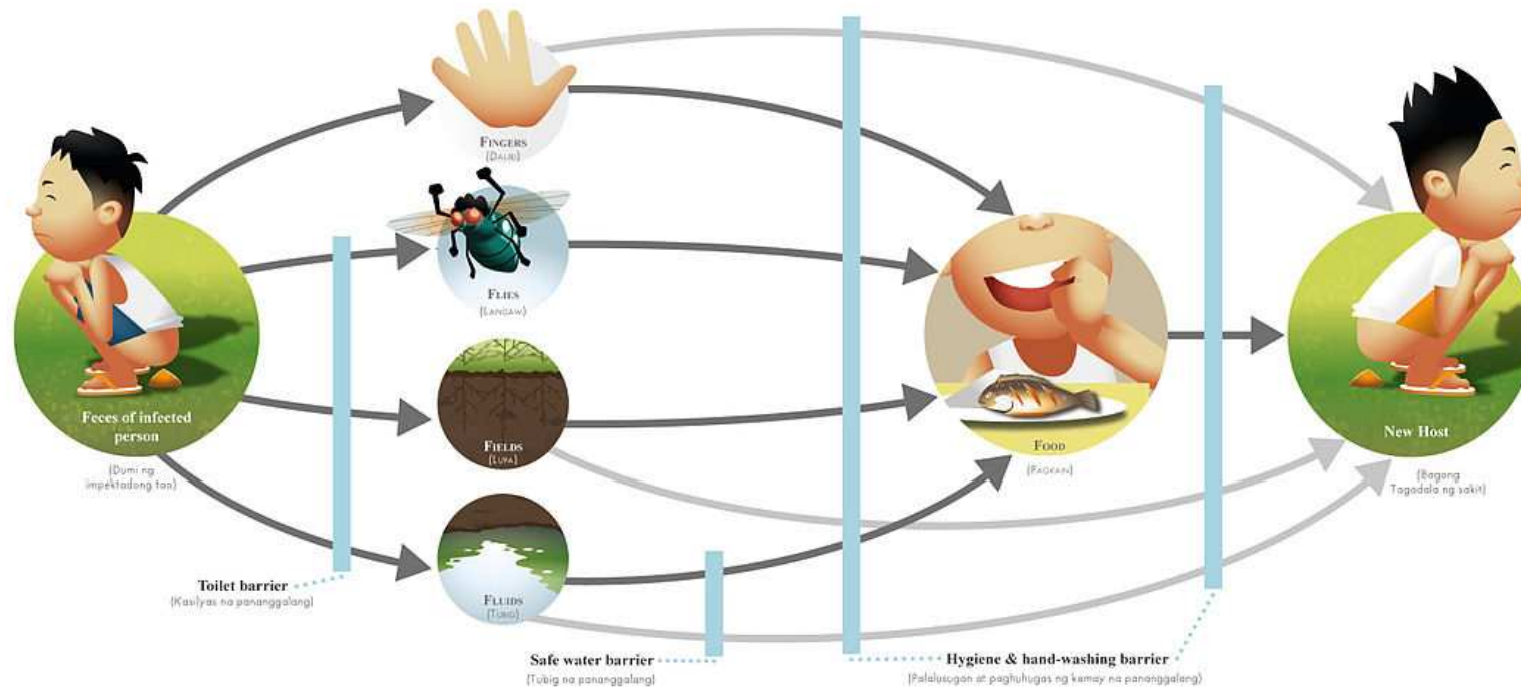 FINGERS
(DALIRI)
FLIES
(LANGAW)
Feces of infected
person
(Dumi ng
impektadong tao)
FIELDS
(LUPA)
FOOD
(PAGKAIN)
New Host
(Bagong
Tagadala ng sakit)
FLUIDS
(TUBIG)
Toilet barrier
(Kasilyas na pananggalang)
Safe water barrier
(Tubig na pananggalang)
Hygiene & hand-washing barrier
(Palalusugan at paghuhugas ng kamay na pananggalang)